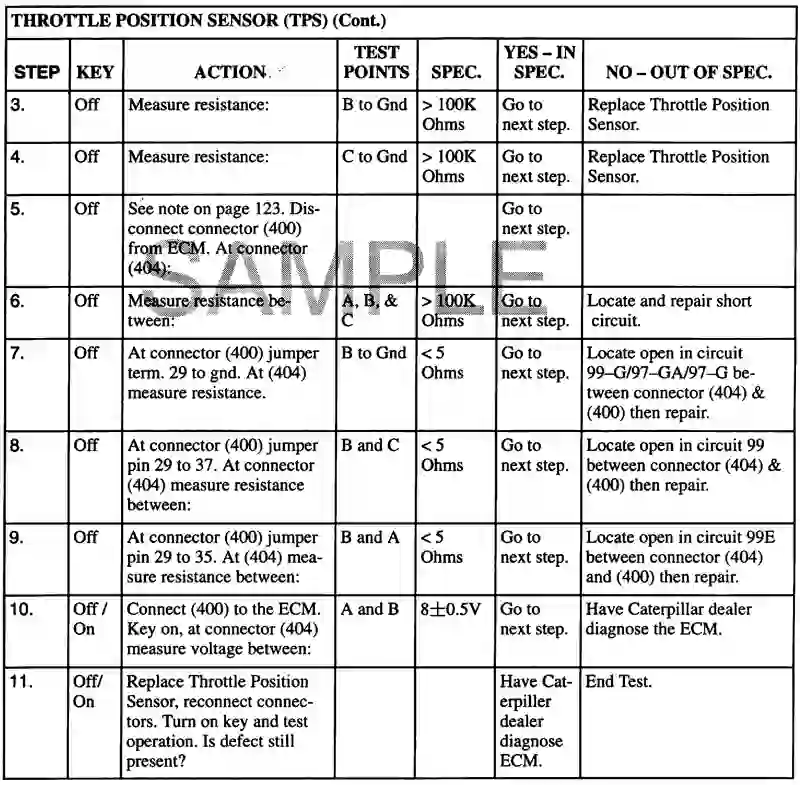 THROTTLE POSITION SENSOR (TPS) (Cont.)
STEP KEY ACTION TEST POINTS SPEC. YES – IN SPEC. NO – OUT OF SPEC.
3. Off Measure resistance: B to Gnd > 100K Go to Replace Throttle Position
Ohms next step. Sensor.
4. Off Measure resistance: C to Gnd > 100K Go to Replace Throttle Position
Ohms next step. Sensor.
5. Off See note on page 123. Dis- Go to
connect connector (400) next step.
from ECM. At connector
(404):
SAMPLE
6. Off Measure resistance be- A, B, & > 100K Go to Locate and repair short
tween: C Ohms next step. circuit.
7. Off At connector (400) jumper B to Gnd < 5 Go to Locate open in circuit
term. 29 to gnd. At (404) Ohms next step. 99–G/97–GA/97–G be-
measure resistance. tween connector (404) &
(400) then repair.
8. Off At connector (400) jumper B and C < 5 Go to Locate open in circuit 99
pin 29 to 37. At connector Ohms next step. between connector (404) &
(404) measure resistance (400) then repair.
between:
9. Off At connector (400) jumper B and A < 5 Go to Locate open in circuit 99E
pin 29 to 35. At (404) mea- Ohms next step. between connector (404)
sure resistance between: and (400) then repair.
10. Off / Connect (400) to the ECM. A and B 8±0.5V Go to Have Caterpillar dealer
On Key on, at connector (404) next step. diagnose the ECM.
measure voltage between:
11. Off/ Replace Throttle Position Have Cat- End Test.
On Sensor, reconnect connec- erpiller
tors. Turn on key and test dealer
operation. Is defect still diagnose
present? ECM.